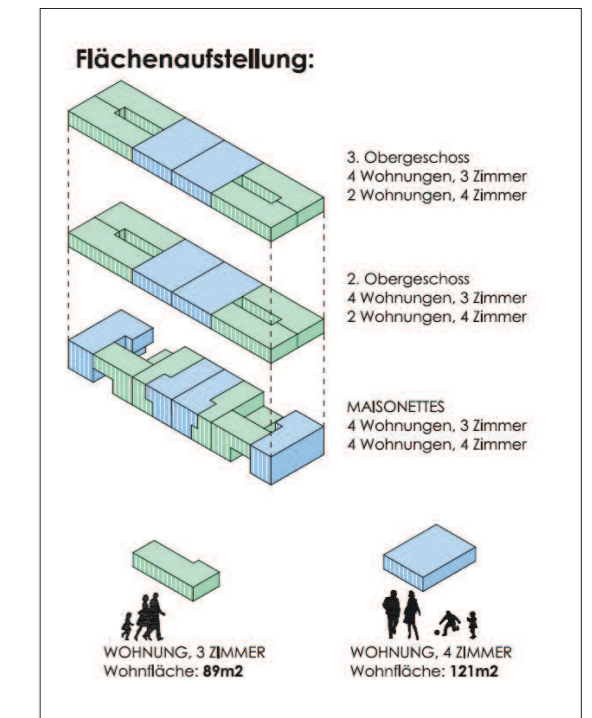 Flächenaufstellung:
3. Obergeschoss
4 Wohnungen, 3 Zimmer
2 Wohnungen, 4 Zimmer
2. Obergeschoss
4 Wohnungen, 3 Zimmer
2 Wohnungen, 4 Zimmer
MAISONETTES
4 Wohnungen, 3 Zimmer
4 Wohnungen, 4 Zimmer
WOHNUNG, 3 ZIMMER
Wohnfläche: 89m2
WOHNUNG, 4 ZIMMER
Wohnfläche: 121m2